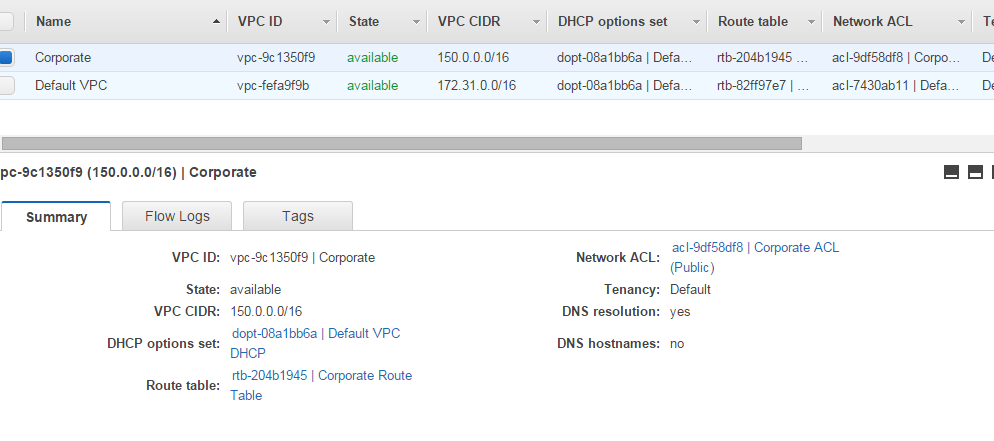 Name VPC ID State VPC CIDR DHCP options set Route table Network ACL Te
Corporate vpc-9c1350f9 available 150.0.0.0/16 dopt-08a1bb6a | Defa... rtb-204b1945 ... acl-9df58df8 | Corpo... De
Default VPC vpc-fefa9f9b available 172.31.0.0/16 dopt-08a1bb6a | Defa... rtb-82ff97e7 | ... acl-7430ab11 | Defa... De
pc-9c1350f9 (150.0.0.0/16) | Corporate
Summary Flow Logs Tags
VPC ID: vpc-9c1350f9 | Corporate
State: available
VPC CIDR: 150.0.0.0/16
DHCP options set: dopt-08a1bb6a | Default VPC
DHCP
Route table: rtb-204b1945 | Corporate Route
Table
Network ACL: acl-9df58df8 | Corporate ACL
(Public)
Tenancy: Default
DNS resolution: yes
DNS hostnames: no